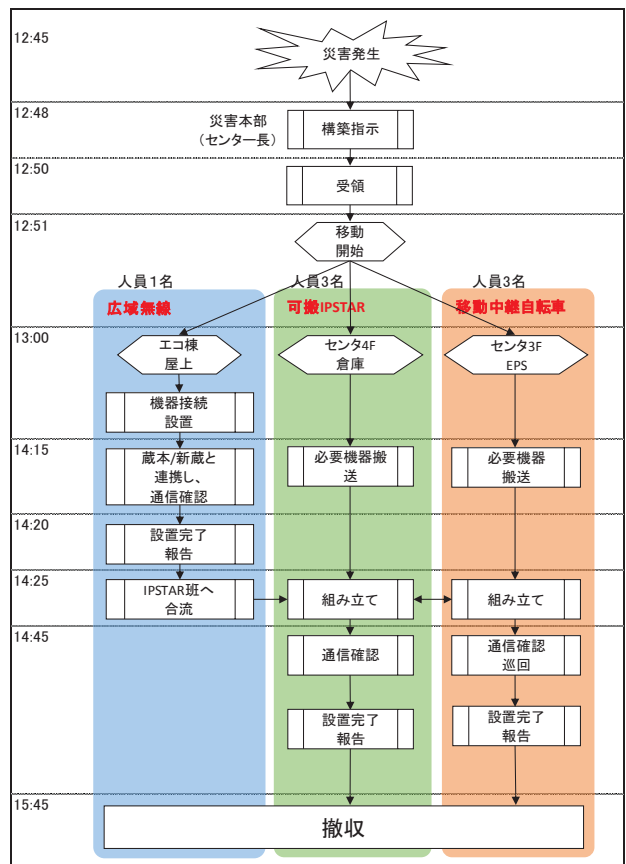 12:45
災害発生
12:48
災害本部
（センター長）
構築指示
12:50
受領
12:51
移動
開始
人員１名
人員3名
人員3名
広域無線
可搬IPSTAR
移動中継自転車
13:00
エコ棟
屋上
センタ4F
倉庫
センタ3F
EPS
機器接続
設置
14:15
蔵本/新蔵と
連携し、
通信確認
必要機器搬
送
必要機器
搬送
14:20
設置完了
報告
14:25
IPSTAR班へ
合流
組み立て
組み立て
14:45
通信確認
通信確認
巡回
設置完了
報告
設置完了
報告
15:45
撤収